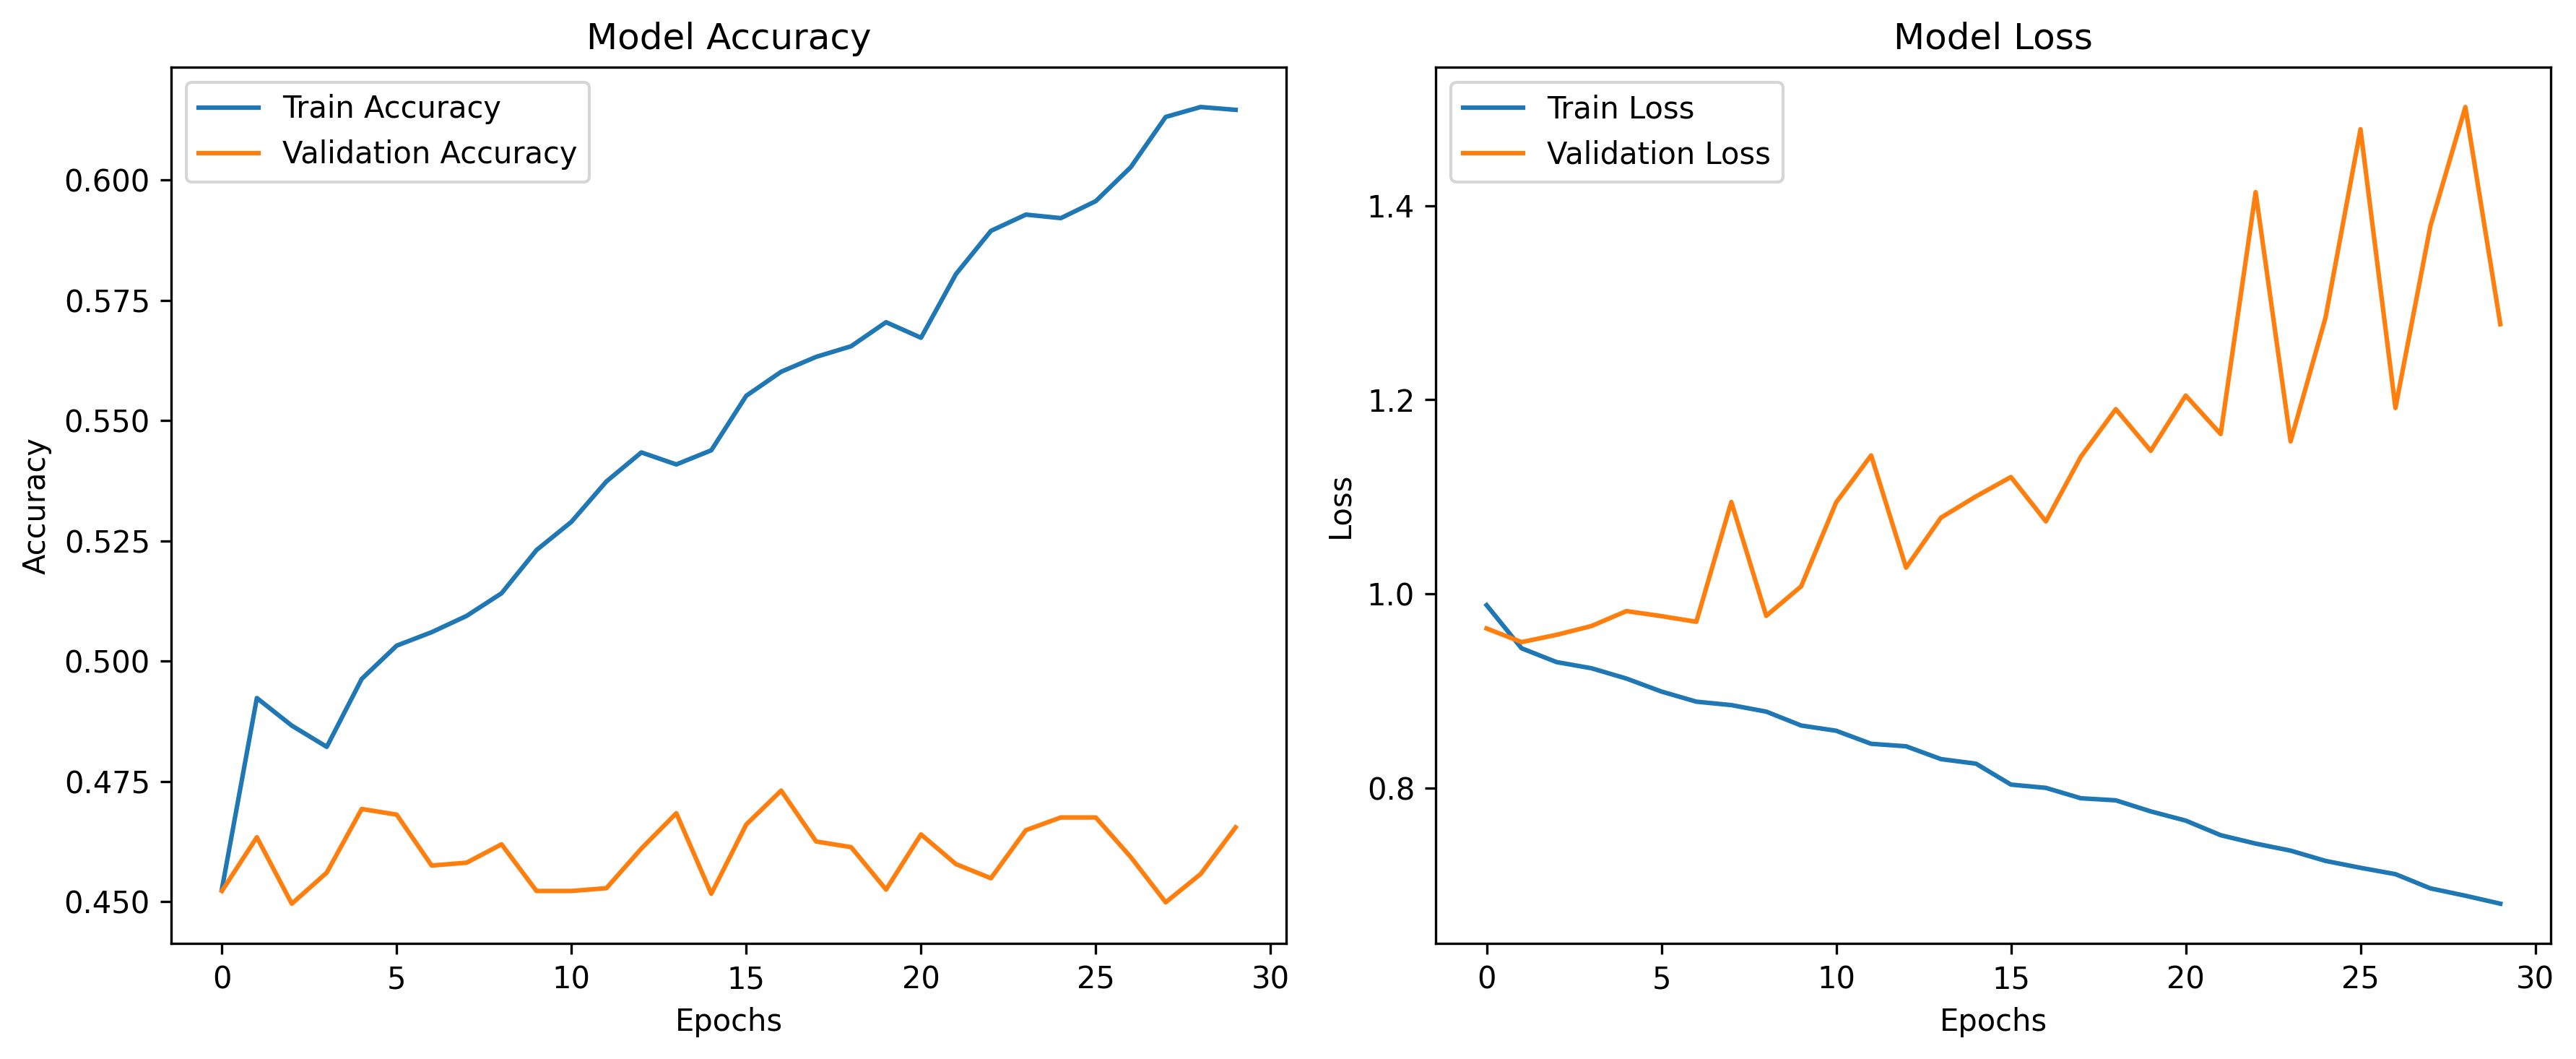 Model Accuracy
Train Accuracy
Validation Accuracy
0.600
0.575
0.550
0.525
0.500
0.475
0.450
Accuracy
0 5 10 15 20 25 30
Epochs
Model Loss
Train Loss
Validation Loss
1.4
1.2
1.0
0.8
Loss
0 5 10 15 20 25 30
Epochs